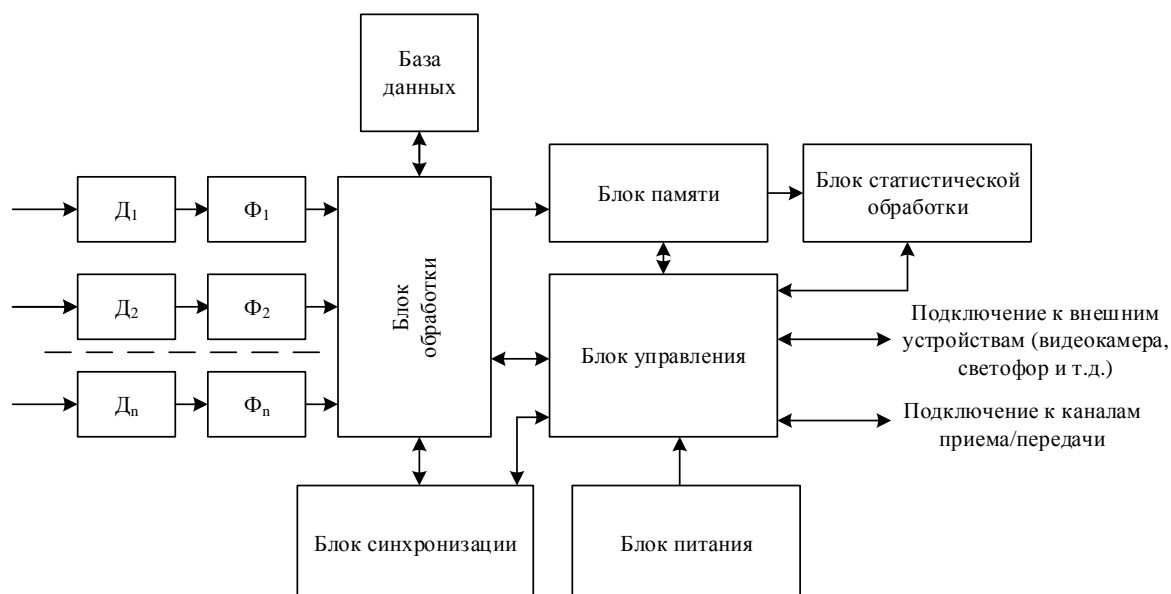 База
данных
Блок памяти
Блок статистической
обработки
Д₁
Ф₁
Д₂
Ф₂
Дₙ
Фₙ
Блок
обработки
Блок управления
Подключение к внешним
устройствам (видеокамера,
светофор и т.д.)
Подключение к каналам
приема/передачи
Блок синхронизации
Блок питания